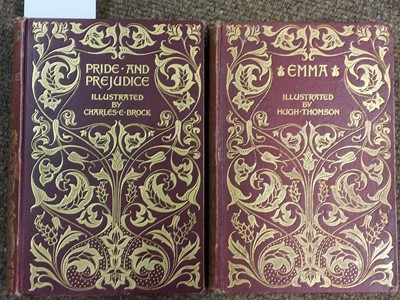 PRIDE · AND
PREJUDICE
ILLUSTRATED
BY
CHARLES · E · BROCK
EMMA
ILLUSTRATED
BY
HUGH · THOMSON